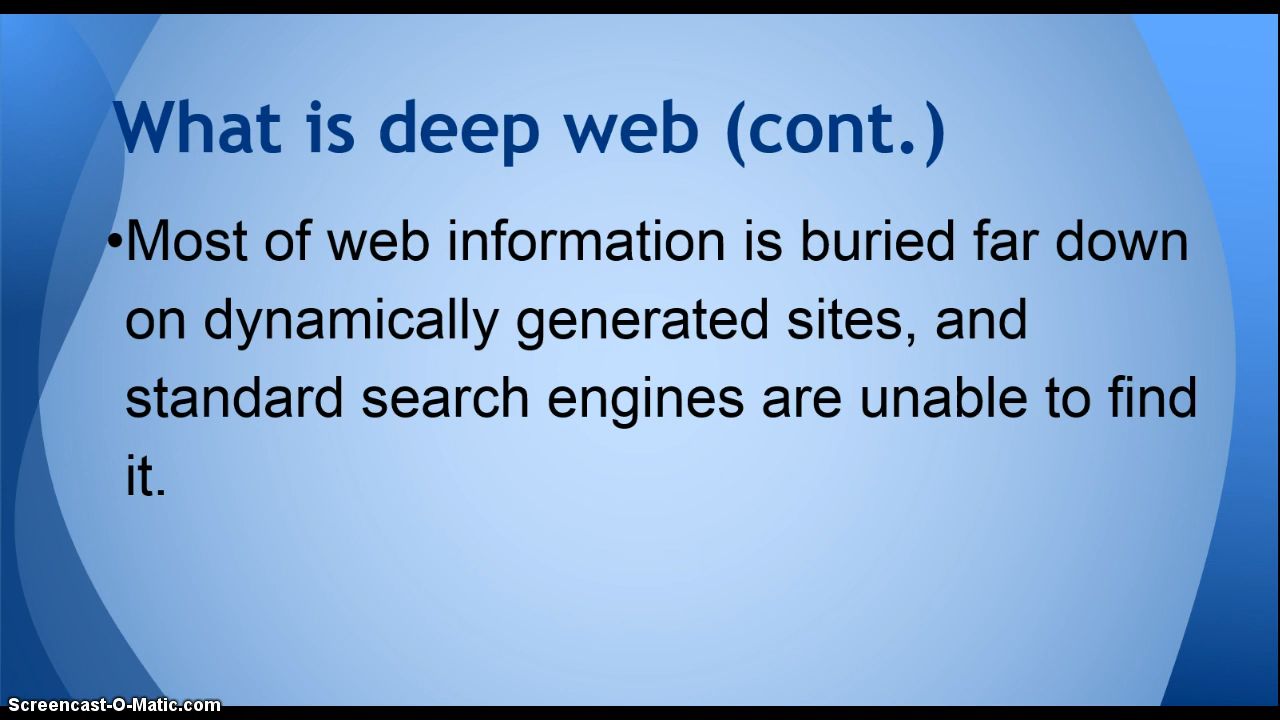 What is deep web (cont.)
•Most of web information is buried far down
on dynamically generated sites, and
standard search engines are unable to find
it.
Screencast-O-Matic.com